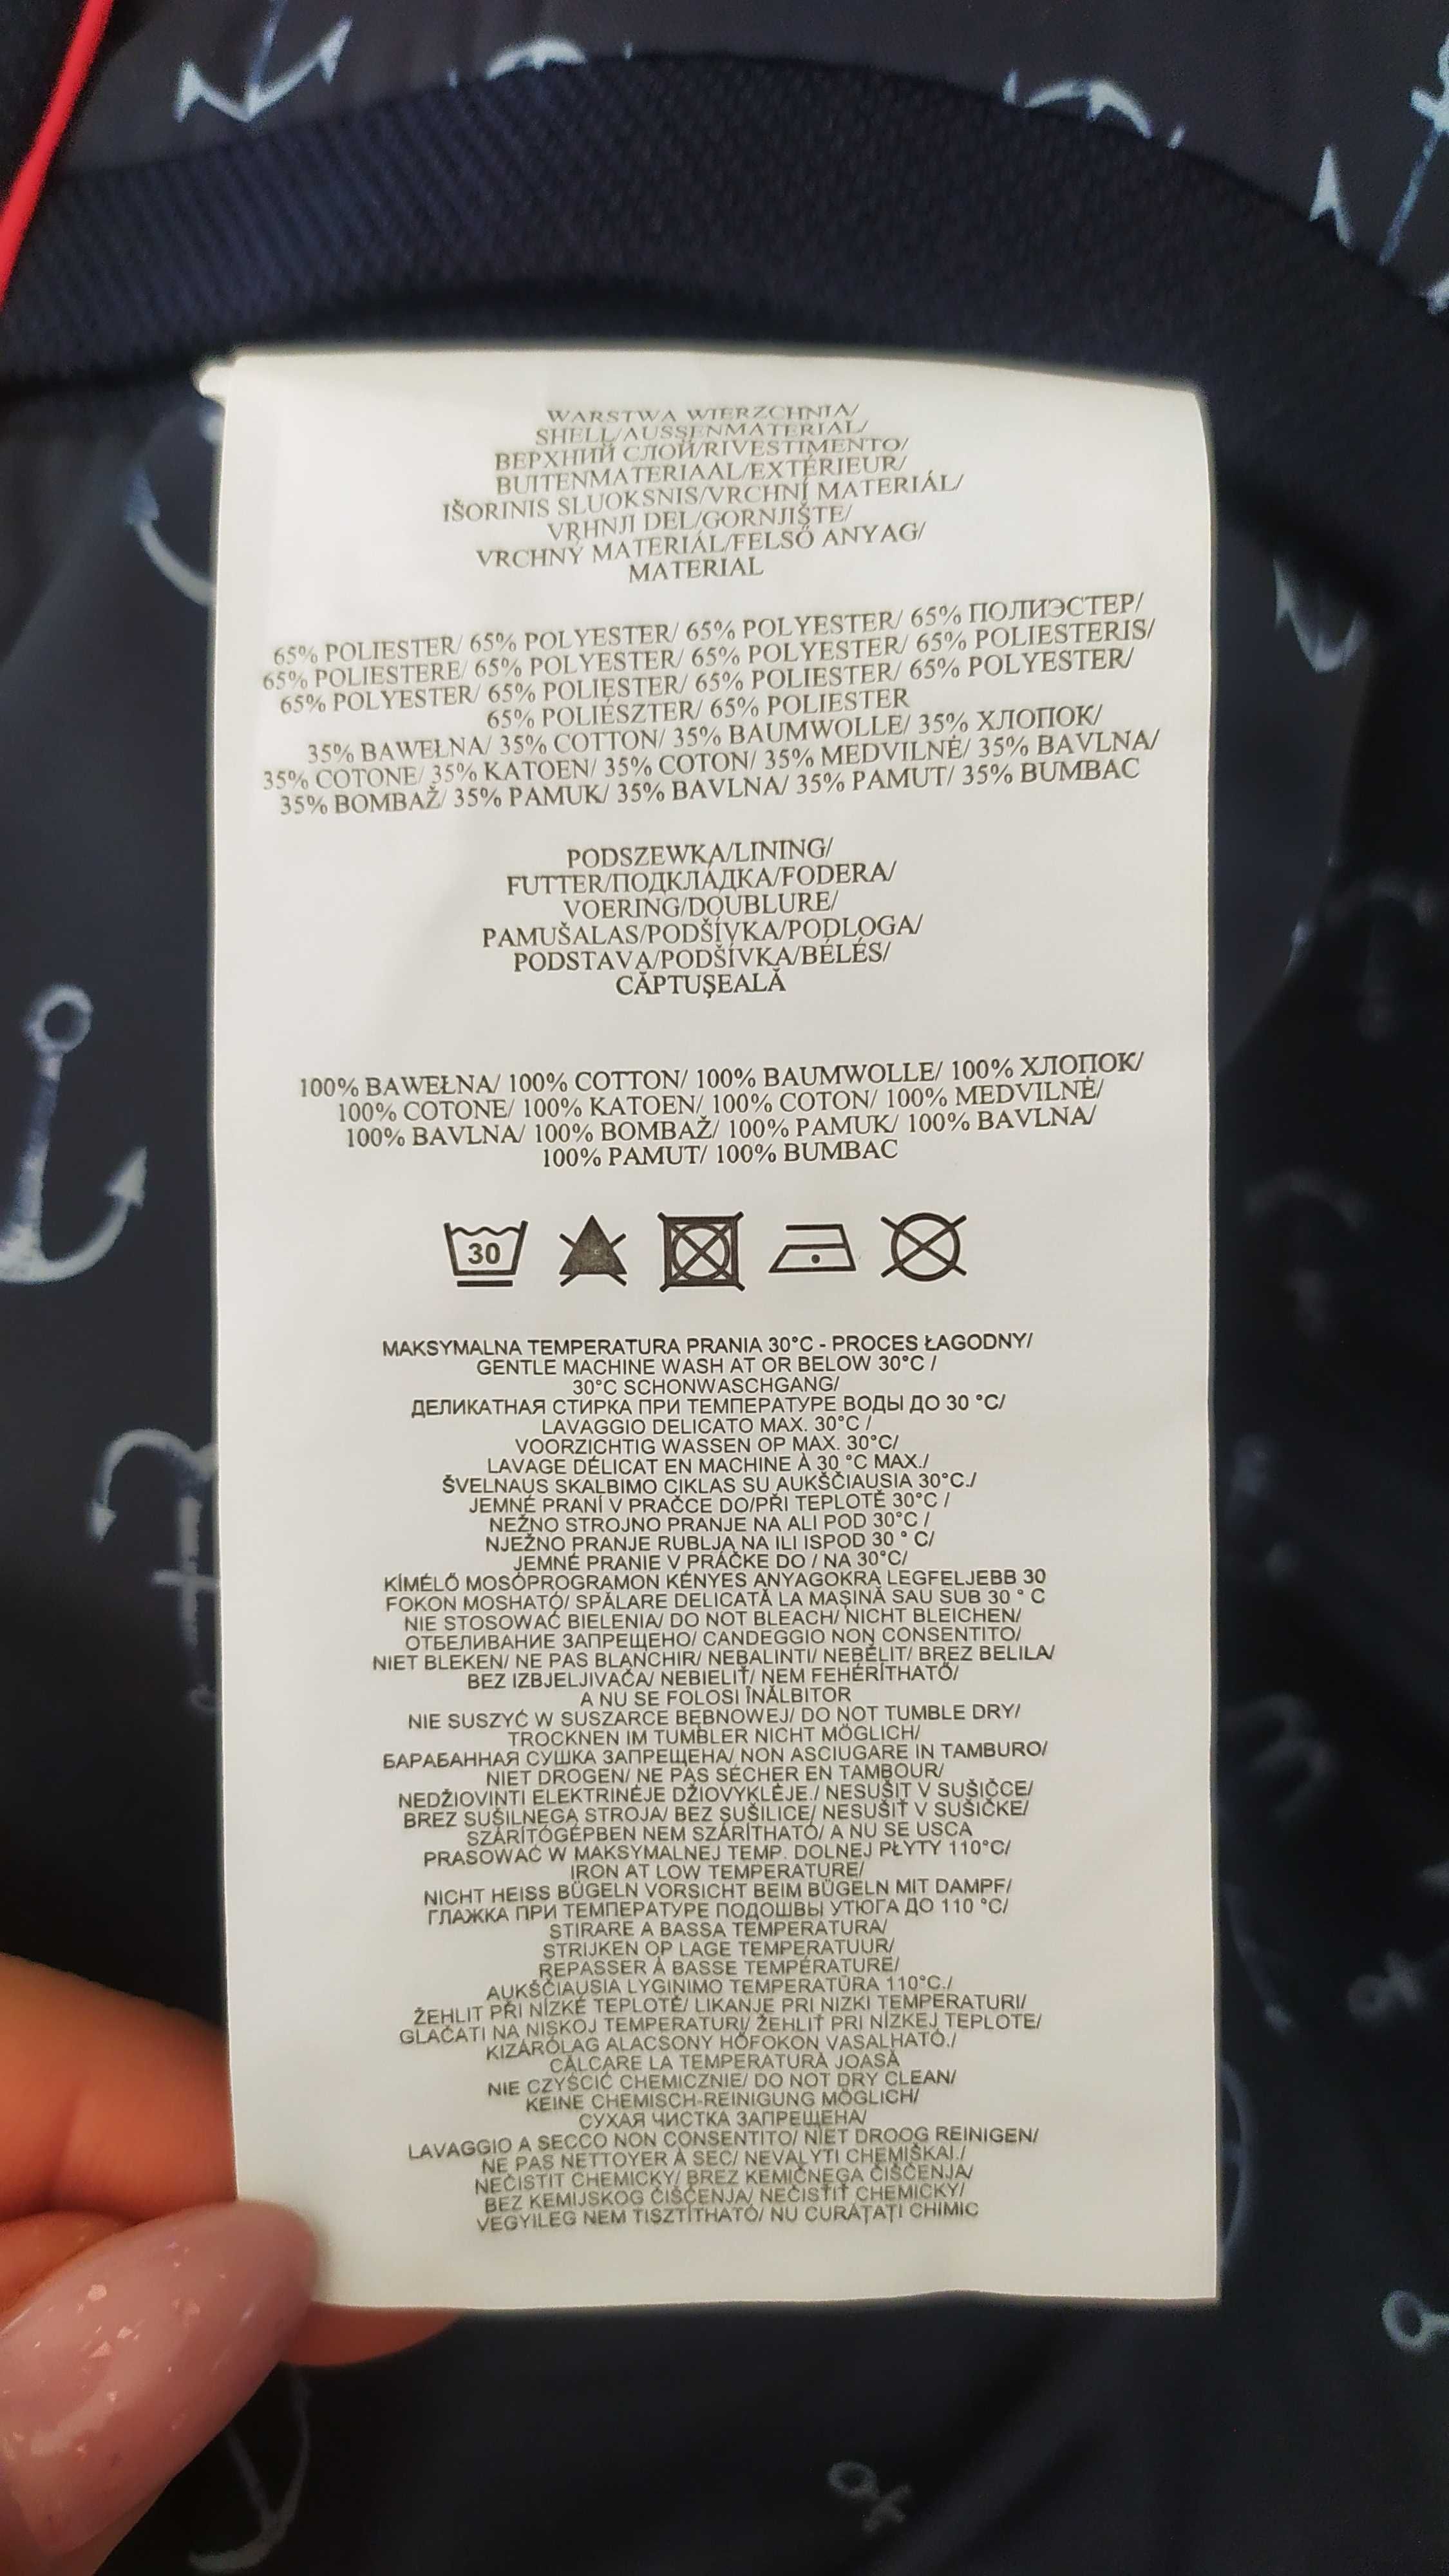 WARSTWA WIERZCHNIA/
SHELL/AUSSENMATERIAL/
ВЕРХНИЙ СЛОЙ/RIVESTIMENTO/
BUITENMATERIAAL/EXTÉRIEUR/
IŠORINIS SLUOKSNIS/VRCHNÍ MATERIÁL/
VRHNJI DEL/GORNJIŠTE/
VRCHNÝ MATERIÁL/FELSŐ ANYAG/
MATERIAL
65% POLIESTER/ 65% POLYESTER/ 65% POLYESTER/ 65% ПОЛИЭСТЕР/
65% POLIESTERE/ 65% POLYESTER/ 65% POLYESTER/ 65% POLIESTERIS/
65% POLYESTER/ 65% POLIESTER/ 65% POLIESTER/ 65% POLYESTER/
65% POLIÉSZTER/ 65% POLIESTER
35% BAWEŁNA/ 35% COTTON/ 35% BAUMWOLLE/ 35% ХЛОПОК/
35% COTONE/ 35% KATOEN/ 35% COTON/ 35% MEDVILNĖ/ 35% BAVLNA/
35% BOMBAŽ/ 35% PAMUK/ 35% BAVLNA/ 35% PAMUT/ 35% BUMBAC
PODSZEWKA/LINING/
FUTTER/ПОДКЛАДКА/FODERA/
VOERING/DOUBLURE/
PAMUŠALAS/PODŠÍVKA/PODLOGA/
PODSTAVA/PODŠÍVKA/BÉLÉS/
CĂPTUŞEALĂ
100% BAWEŁNA/ 100% COTTON/ 100% BAUMWOLLE/ 100% ХЛОПОК/
100% COTONE/ 100% KATOEN/ 100% COTON/ 100% MEDVILNĖ/
100% BAVLNA/ 100% BOMBAŽ/ 100% PAMUK/ 100% BAVLNA/
100% PAMUT/ 100% BUMBAC
30
MAKSYMALNA TEMPERATURA PRANIA 30°C - PROCES ŁAGODNY/
GENTLE MACHINE WASH AT OR BELOW 30°C /
30°C SCHONWASCHGANG/
ДЕЛИКАТНАЯ СТИРКА ПРИ ТЕМПЕРАТУРЕ ВОДЫ ДО 30 °C/
LAVAGGIO DELICATO MAX. 30°C /
VOORZICHTIG WASSEN OP MAX. 30°C/
LAVAGE DÉLICAT EN MACHINE À 30 °C MAX./
ŠVELNAUS SKALBIMO CIKLAS SU AUKŠČIAUSIA 30°C./
JEMNÉ PRANÍ V PRAČCE DO/PŘI TEPLOTĚ 30°C /
NEŽNO STROJNO PRANJE NA ALI POD 30°C /
NJEŽNO PRANJE RUBLJA NA ILI ISPOD 30 ° C/
JEMNÉ PRANIE V PRÁČKE DO / NA 30°C/
KÍMÉLŐ MOSÓPROGRAMON KÉNYES ANYAGOKRA LEGFELJEBB 30
FOKON MOSHATÓ/ SPĂLARE DELICATĂ LA MAȘINĂ SAU SUB 30 ° C
NIE STOSOWAĆ BIELENIA/ DO NOT BLEACH/ NICHT BLEICHEN/
ОТБЕЛИВАНИЕ ЗАПРЕЩЕНО/ CANDEGGIO NON CONSENTITO/
NIET BLEKEN/ NE PAS BLANCHIR/ NEBALINTI/ NEBĚLIT/ BREZ BELILA/
BEZ IZBJELJIVAČA/ NEBIELIŤ/ NEM FEHÉRÍTHATÓ/
A NU SE FOLOSI ÎNĂLBITOR
NIE SUSZYĆ W SUSZARCE BĘBNOWEJ/ DO NOT TUMBLE DRY/
TROCKNEN IM TUMBLER NICHT MÖGLICH/
БАРАБАННАЯ СУШКА ЗАПРЕЩЕНА/ NON ASCIUGARE IN TAMBURO/
NIET DROGEN/ NE PAS SÉCHER EN TAMBOUR/
NEDŽIOVINTI ELEKTRINĖJE DŽIOVYKLĖJE./ NESUŠIT V SUŠIČCE/
BREZ SUŠILNEGA STROJA/ BEZ SUŠILICE/ NESUŠIŤ V SUŠIČKE/
SZÁRÍTÓGÉPBEN NEM SZÁRÍTHATÓ/ A NU SE USCA
PRASOWAĆ W MAKSYMALNEJ TEMP. DOLNEJ PŁYTY 110°C/
IRON AT LOW TEMPERATURE/
NICHT HEISS BÜGELN VORSICHT BEIM BÜGELN MIT DAMPF/
ГЛАЖКА ПРИ ТЕМПЕРАТУРЕ ПОДОШВЫ УТЮГА ДО 110 °C/
STIRARE A BASSA TEMPERATURA/
STRIJKEN OP LAGE TEMPERATUUR/
REPASSER À BASSE TEMPÉRATURE/
AUKŠČIAUSIA LYGINIMO TEMPERATŪRA 110°C./
ŽEHLIT PŘI NÍZKÉ TEPLOTĚ/ LIKANJE PRI NIZKI TEMPERATURI/
GLAČATI NA NISKOJ TEMPERATURI/ ŽEHLIŤ PRI NÍZKEJ TEPLOTE/
KIZÁRÓLAG ALACSONY HŐFOKON VASALHATÓ./
CĂLCARE LA TEMPERATURĂ JOASĂ
NIE CZYŚCIĆ CHEMICZNIE/ DO NOT DRY CLEAN/
KEINE CHEMISCH-REINIGUNG MÖGLICH/
СУХАЯ ЧИСТКА ЗАПРЕЩЕНА/
LAVAGGIO A SECCO NON CONSENTITO/ NIET DROOG REINIGEN/
NE PAS NETTOYER À SEC/ NEVALYTI CHEMIŠKAI./
NEČISTIT CHEMICKY/ BREZ KEMIČNEGA ČIŠČENJA/
BEZ KEMIJSKOG ČIŠĆENJA/ NEČISTIŤ CHEMICKY/
VEGYILEG NEM TISZTÍTHATÓ/ NU CURĂȚAȚI CHIMIC